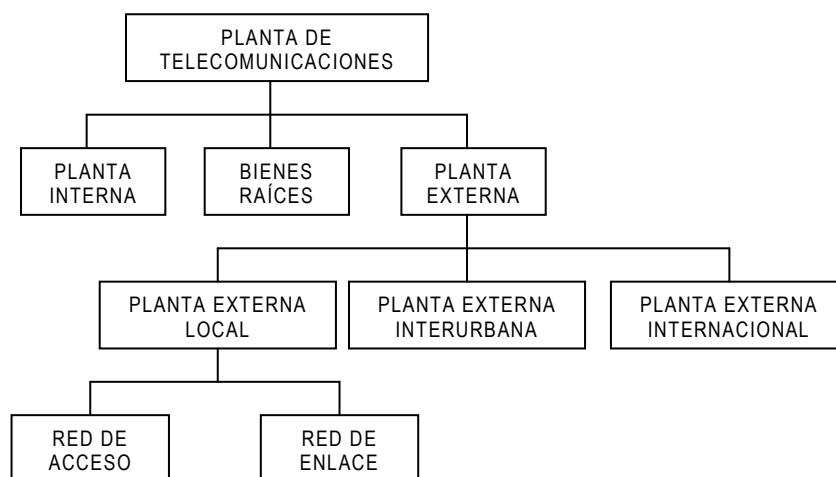 PLANTA DE
TELECOMUNICACIONES
PLANTA
INTERNA
BIENES
RAÍCES
PLANTA
EXTERNA
PLANTA EXTERNA
LOCAL
PLANTA EXTERNA
INTERURBANA
PLANTA EXTERNA
INTERNACIONAL
RED DE
ACCESO
RED DE
ENLACE